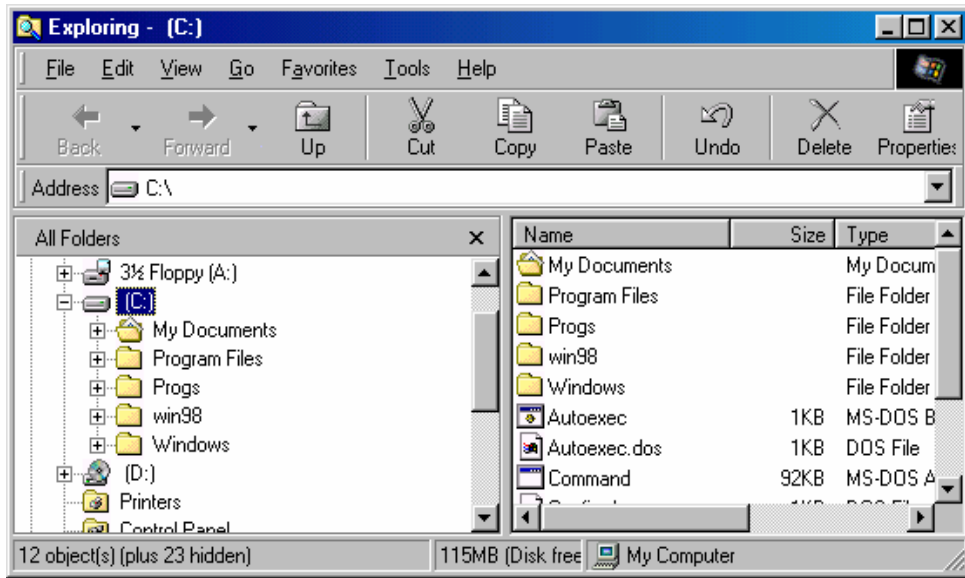 Exploring - (C:)
File Edit View Go Favorites Tools Help
Back Forward Up Cut Copy Paste Undo Delete Properties
Address C:\
All Folders
3½ Floppy (A:)
(C:)
My Documents
Program Files
Progs
win98
Windows
(D:)
Printers
Control Panel
Name Size Type
My Documents My Docum
Program Files File Folder
Progs File Folder
win98 File Folder
Windows File Folder
Autoexec 1KB MS-DOS B
Autoexec.dos 1KB DOS File
Command 92KB MS-DOS A
12 object(s) (plus 23 hidden) 115MB (Disk free My Computer